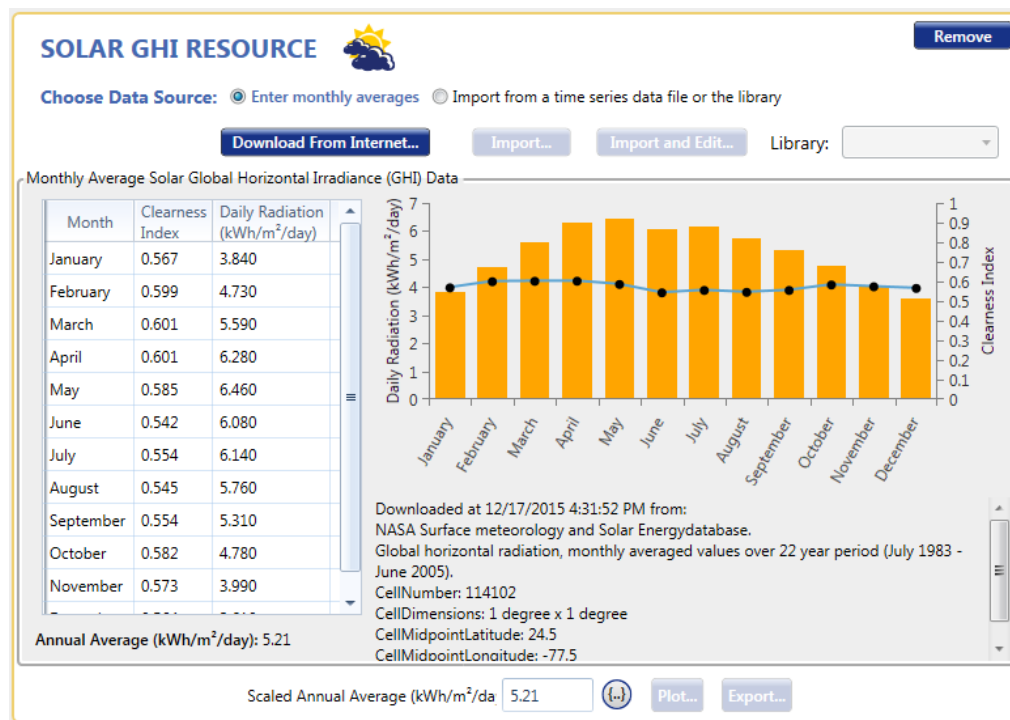 SOLAR GHI RESOURCE
Remove
Choose Data Source: Enter monthly averages Import from a time series data file or the library
Download From Internet... Import... Import and Edit... Library:
Monthly Average Solar Global Horizontal Irradiance (GHI) Data
Month Clearness Index Daily Radiation (kWh/m²/day)
January 0.567 3.840
February 0.599 4.730
March 0.601 5.590
April 0.601 6.280
May 0.585 6.460
June 0.542 6.080
July 0.554 6.140
August 0.545 5.760
September 0.554 5.310
October 0.582 4.780
November 0.573 3.990
Annual Average (kWh/m²/day): 5.21
Daily Radiation (kWh/m²/day)
7
6
5
4
3
2
1
0
1
0.9
0.8
0.7
0.6
0.5
0.4
0.3
0.2
0.1
0
Clearness Index
January February March April May June July August September October November December
Downloaded at 12/17/2015 4:31:52 PM from:
NASA Surface meteorology and Solar Energydatabase.
Global horizontal radiation, monthly averaged values over 22 year period (July 1983 -
June 2005).
CellNumber: 114102
CellDimensions: 1 degree x 1 degree
CellMidpointLatitude: 24.5
CellMidpointLongitude: -77.5
Scaled Annual Average (kWh/m²/da 5.21 {..} Plot... Export...